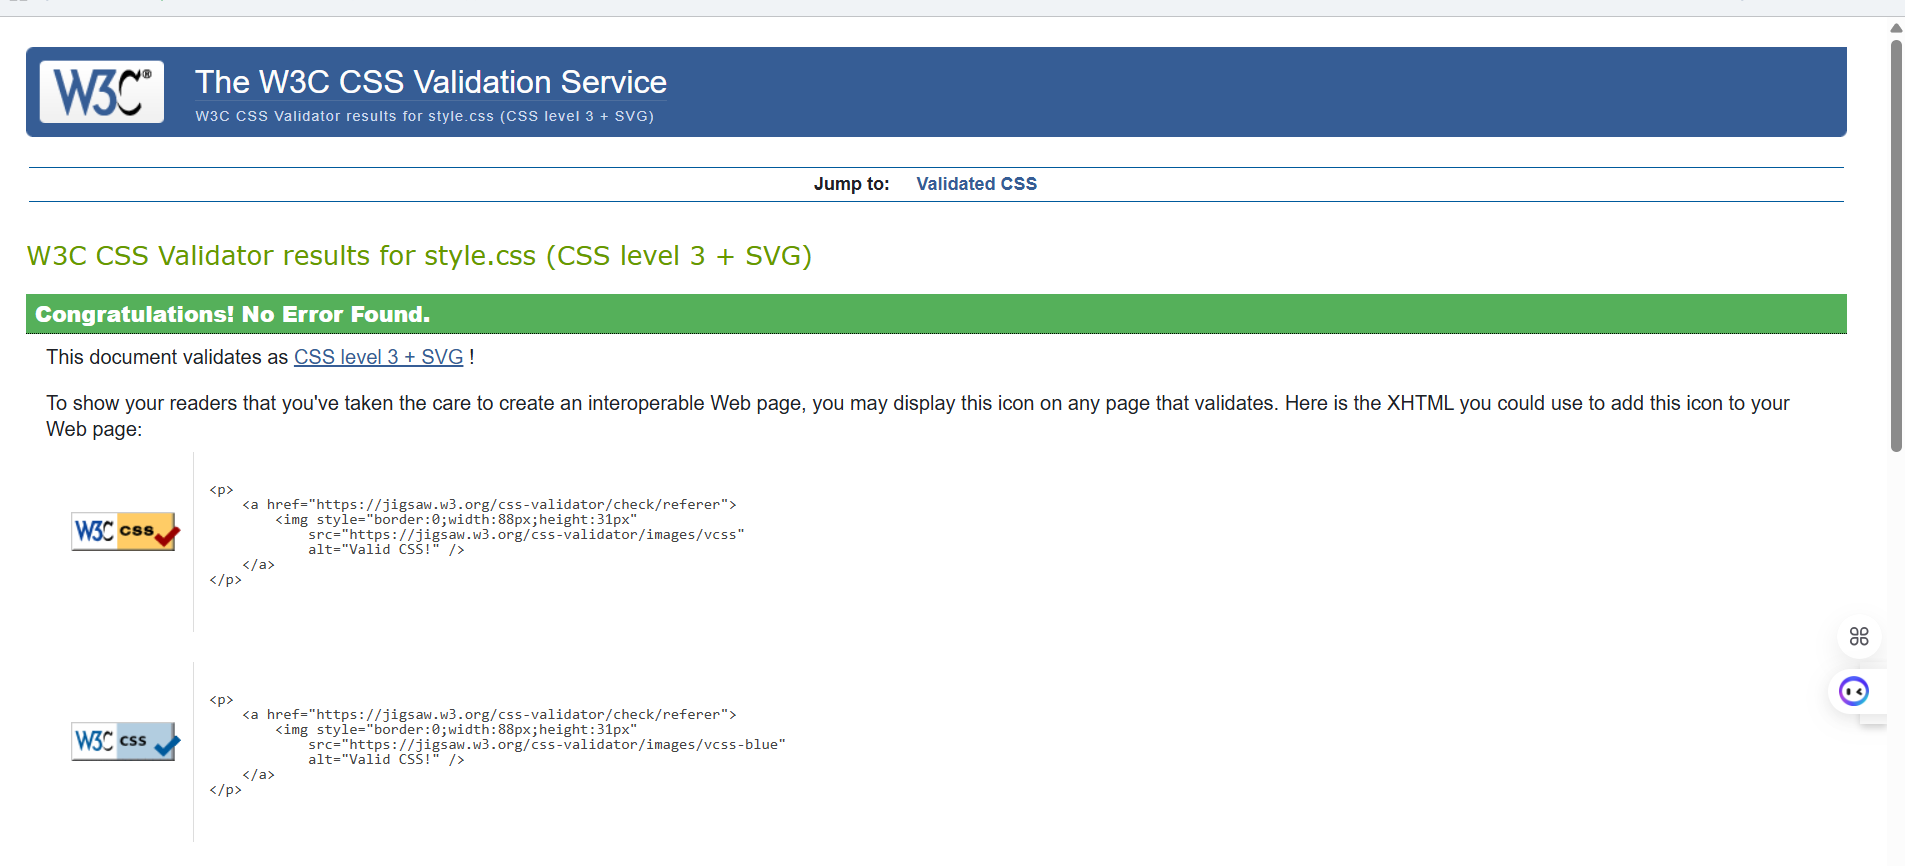 W3C®
The W3C CSS Validation Service
W3C CSS Validator results for style.css (CSS level 3 + SVG)
Jump to: Validated CSS
W3C CSS Validator results for style.css (CSS level 3 + SVG)
Congratulations! No Error Found.
This document validates as CSS level 3 + SVG !
To show your readers that you've taken the care to create an interoperable Web page, you may display this icon on any page that validates. Here is the XHTML you could use to add this icon to your
Web page:
W3C css
<p>
<a href="https://jigsaw.w3.org/css-validator/check/referer">
<img style="border:0;width:88px;height:31px"
src="https://jigsaw.w3.org/css-validator/images/vcss"
alt="Valid CSS!" />
</a>
</p>
W3C css
<p>
<a href="https://jigsaw.w3.org/css-validator/check/referer">
<img style="border:0;width:88px;height:31px"
src="https://jigsaw.w3.org/css-validator/images/vcss-blue"
alt="Valid CSS!" />
</a>
</p>